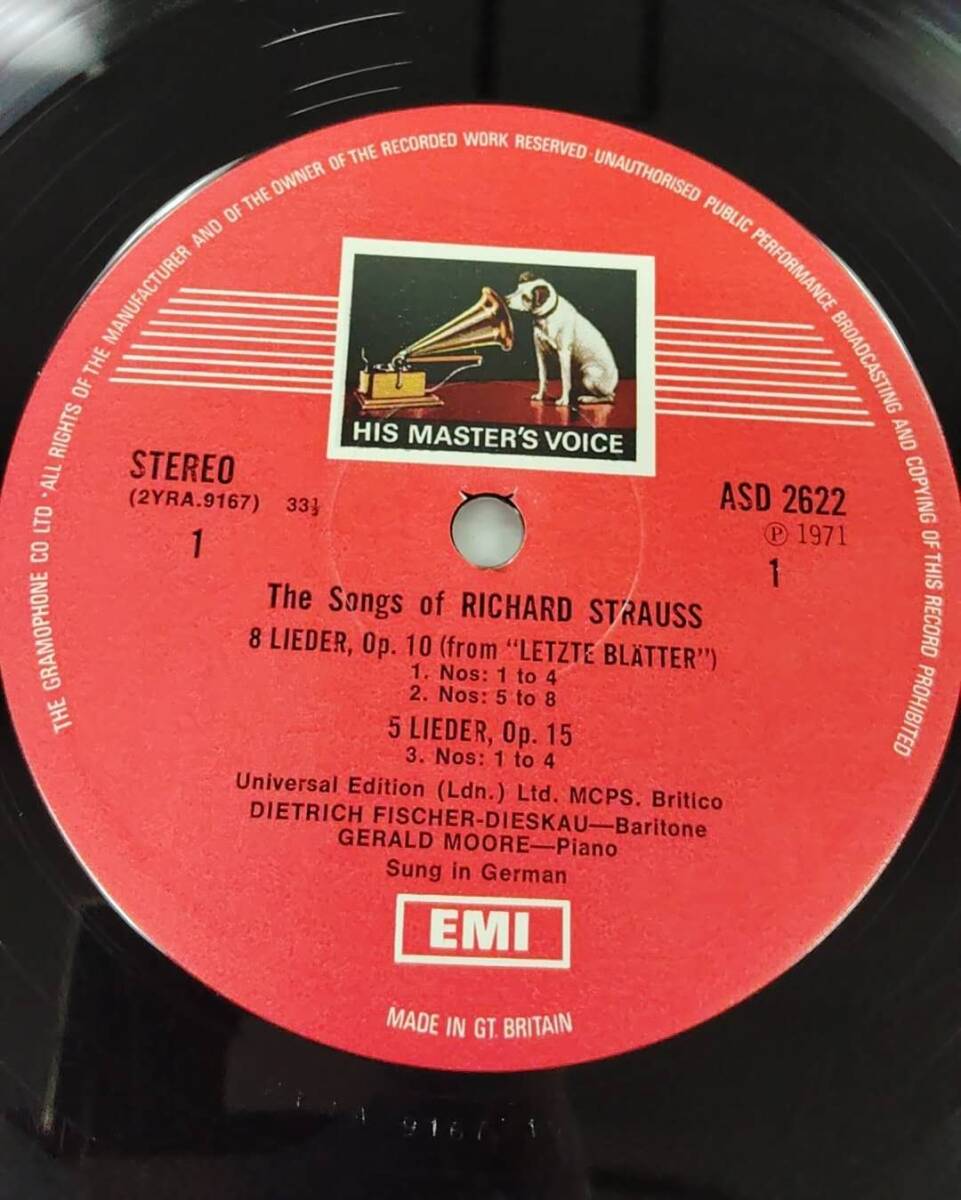 THE GRAMOPHONE CO LTD · ALL RIGHTS OF THE MANUFACTURER AND OF THE OWNER OF THE RECORDED WORK RESERVED · UNAUTHORISED PUBLIC PERFORMANCE BROADCASTING AND COPYING OF THIS RECORD PROHIBITED
HIS MASTER'S VOICE
STEREO
(2YRA.9167) 33⅓
1
ASD 2622
℗ 1971
1
The Songs of RICHARD STRAUSS
8 LIEDER, Op. 10 (from "LETZTE BLÄTTER")
1. Nos: 1 to 4
2. Nos: 5 to 8
5 LIEDER, Op. 15
3. Nos: 1 to 4
Universal Edition (Ldn.) Ltd. MCPS. Britico
DIETRICH FISCHER-DIESKAU—Baritone
GERALD MOORE—Piano
Sung in German
EMI
MADE IN GT. BRITAIN
9167